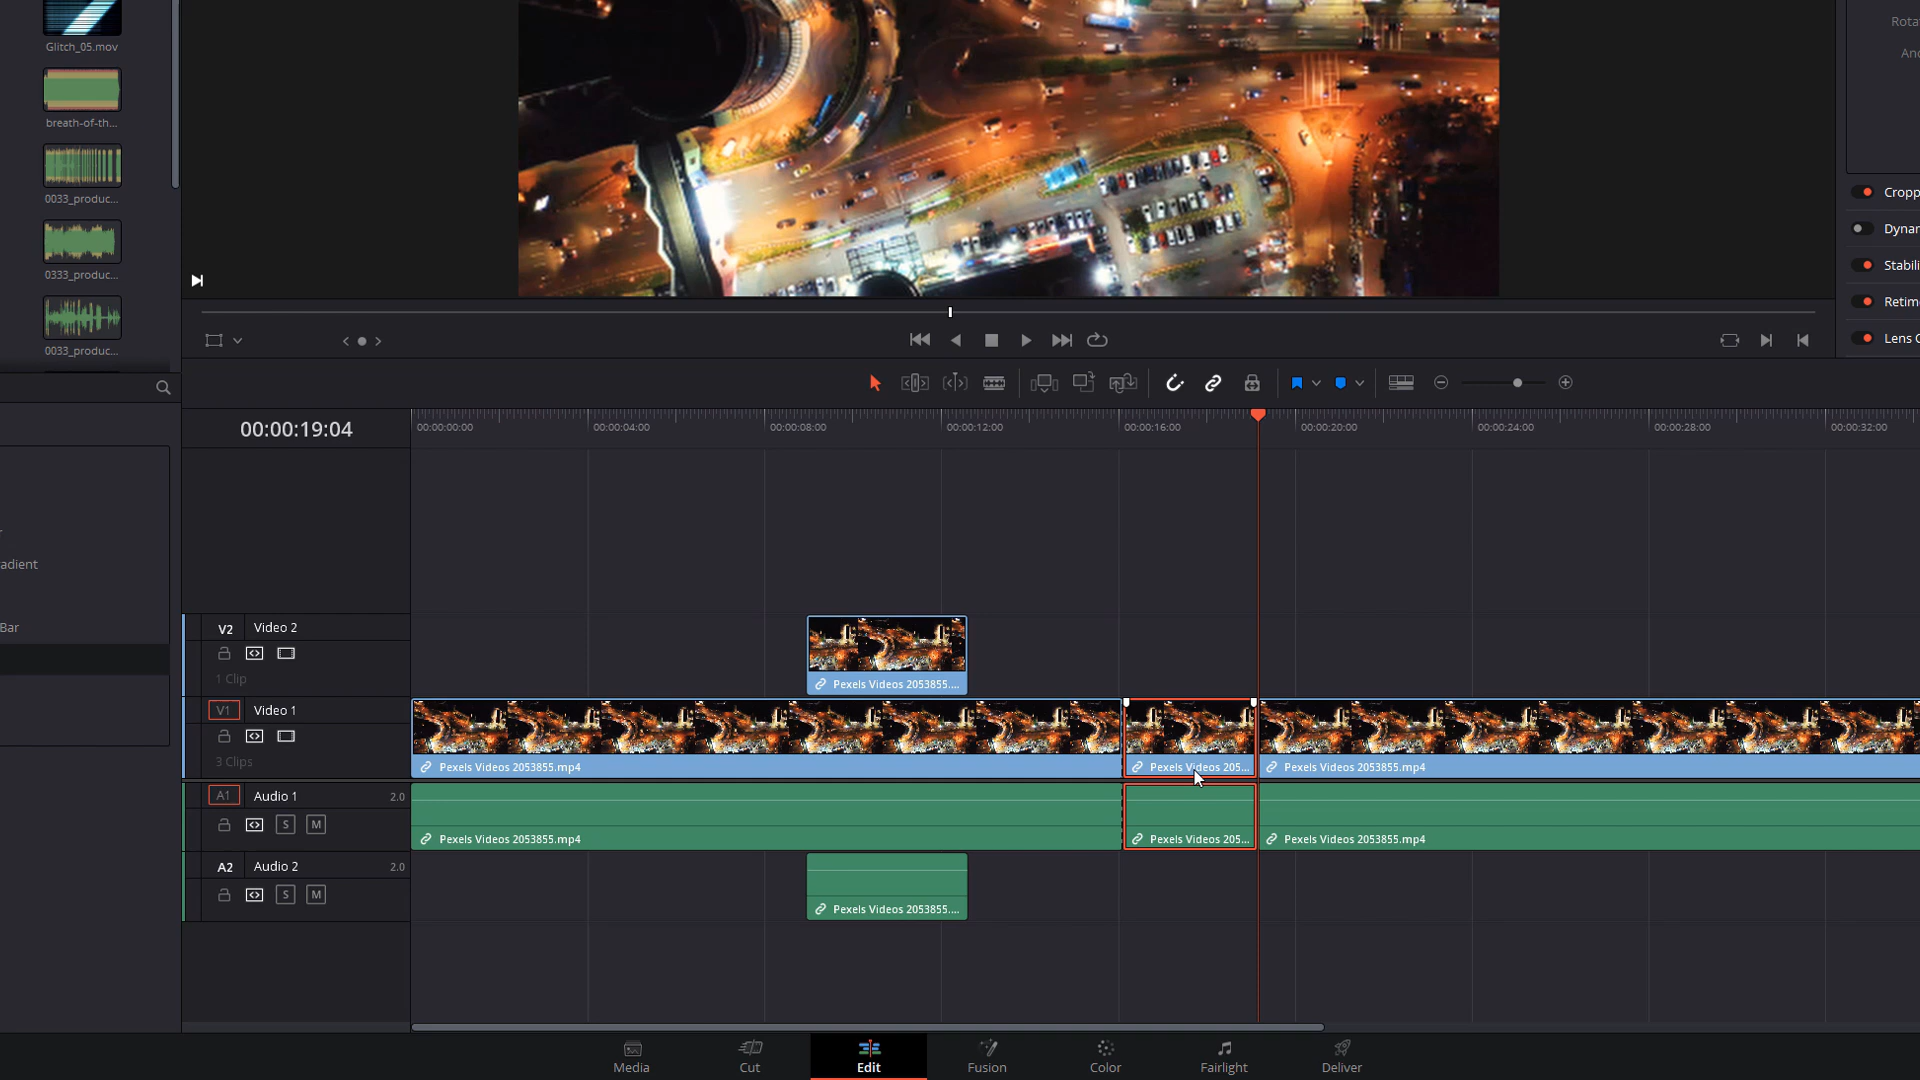 Glitch_05.mov
breath-of-th...
0033_produc...
0333_produc...
0033_produc...
Rota
Anc
Cropp
Dynar
Stabili
Retim
Lens C
00:00:19:04
00:00:00:00
00:00:04:00
00:00:08:00
00:00:12:00
00:00:16:00
00:00:20:00
00:00:24:00
00:00:28:00
00:00:32:00
adient
Bar
V2 Video 2
1 Clip
Pexels Videos 2053855....
V1 Video 1
3 Clips
Pexels Videos 2053855.mp4
Pexels Videos 205...
Pexels Videos 2053855.mp4
A1 Audio 1 2.0
S M
Pexels Videos 2053855.mp4
Pexels Videos 205...
Pexels Videos 2053855.mp4
A2 Audio 2 2.0
S M
Pexels Videos 2053855....
Media
Cut
Edit
Fusion
Color
Fairlight
Deliver